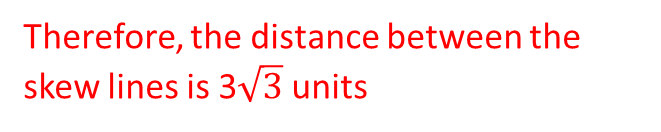 Therefore, the distance between the
skew lines is 3√3 units